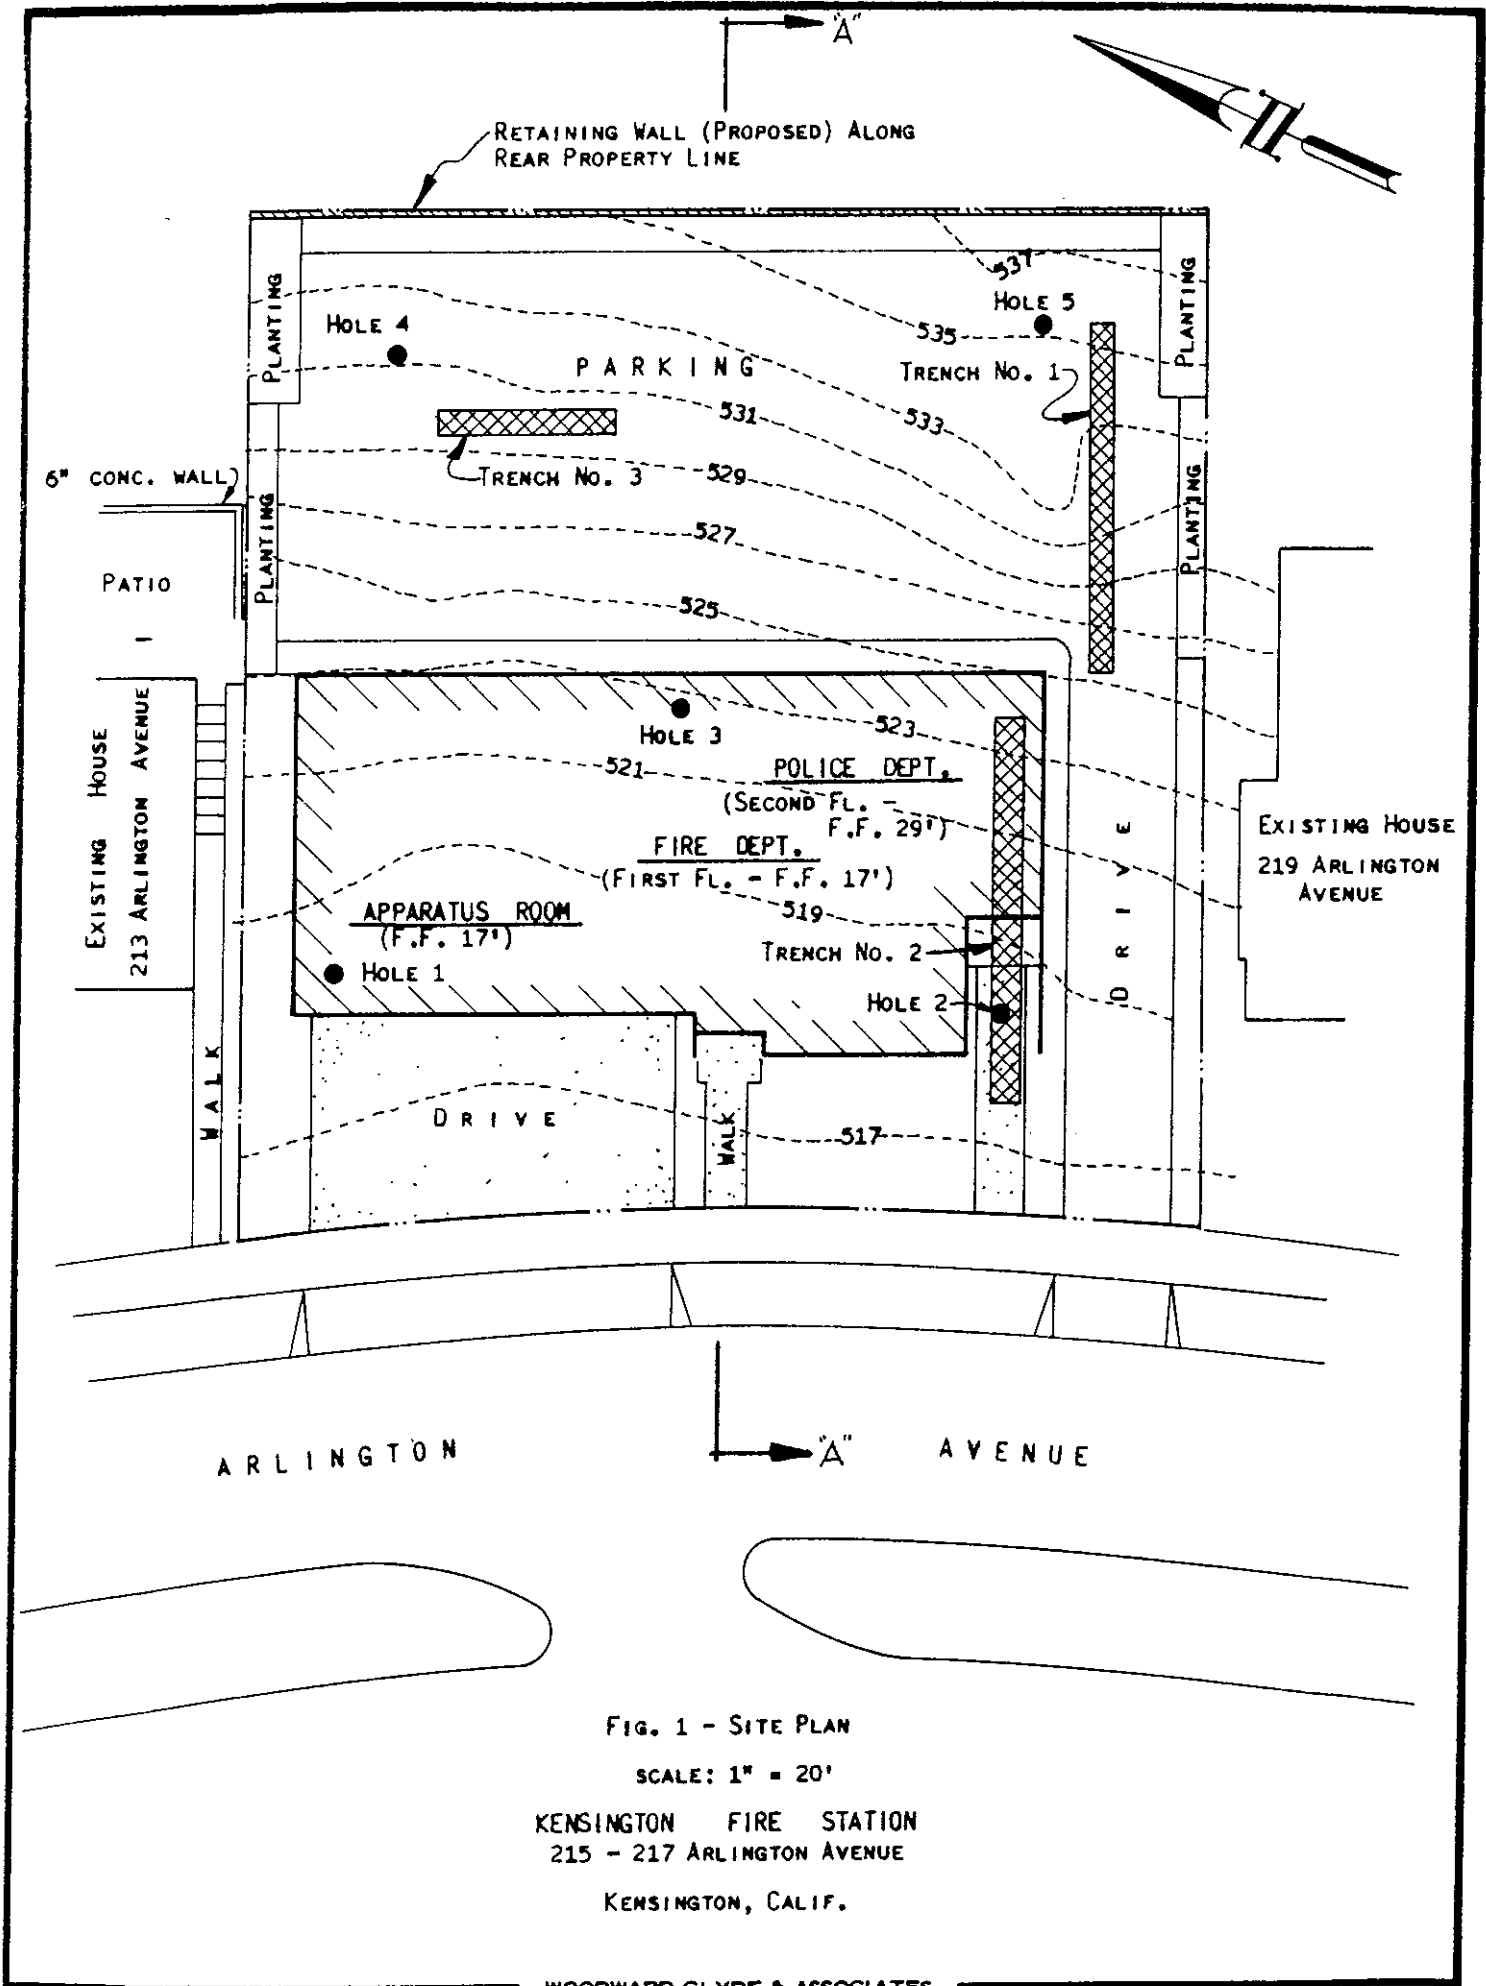 "A"
RETAINING WALL (PROPOSED) ALONG
REAR PROPERTY LINE
PLANTING
PLANTING
537
HOLE 5
HOLE 4
535
PARKING
TRENCH NO. 1
531
533
6" CONC. WALL
TRENCH NO. 3
529
PLANTING
PLANTING
527
PATIO
525
EXISTING HOUSE
213 ARLINGTON AVENUE
HOLE 3
523
521
POLICE DEPT.
(SECOND FL. -
F.F. 29')
FIRE DEPT.
(FIRST FL. - F.F. 17')
DRIVE
EXISTING HOUSE
219 ARLINGTON
AVENUE
APPARATUS ROOM
(F.F. 17')
519
TRENCH NO. 2
HOLE 1
HOLE 2
WALK
DRIVE
WALK
517
"A"
ARLINGTON AVENUE
FIG. 1 - SITE PLAN
SCALE: 1" = 20'
KENSINGTON FIRE STATION
215 - 217 ARLINGTON AVENUE
KENSINGTON, CALIF.
WOODWARD CLYDE & ASSOCIATES